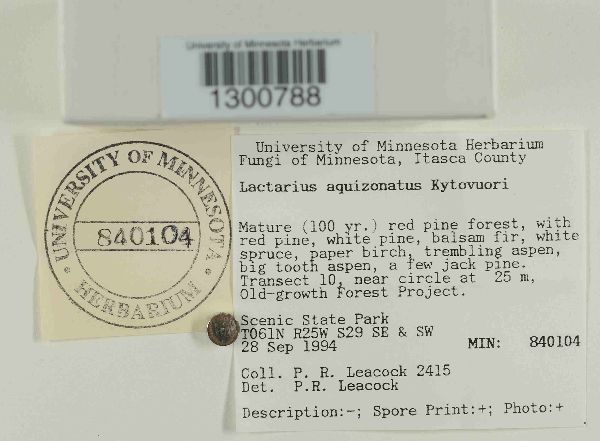 University of Minnesota Herbarium
1300788
UNIVERSITY OF MINNESOTA
840104
HERBARIUM
University of Minnesota Herbarium
Fungi of Minnesota, Itasca County
Lactarius aquizonatus Kytovuori
Mature (100 yr.) red pine forest, with
red pine, white pine, balsam fir, white
spruce, paper birch, trembling aspen,
big tooth aspen, a few jack pine.
Transect 10, near circle at 25 m,
Old-growth Forest Project.
Scenic State Park
T061N R25W S29 SE & SW
28 Sep 1994 MIN: 840104
Coll. P. R. Leacock 2415
Det. P.R. Leacock
Description:-; Spore Print:+; Photo:+